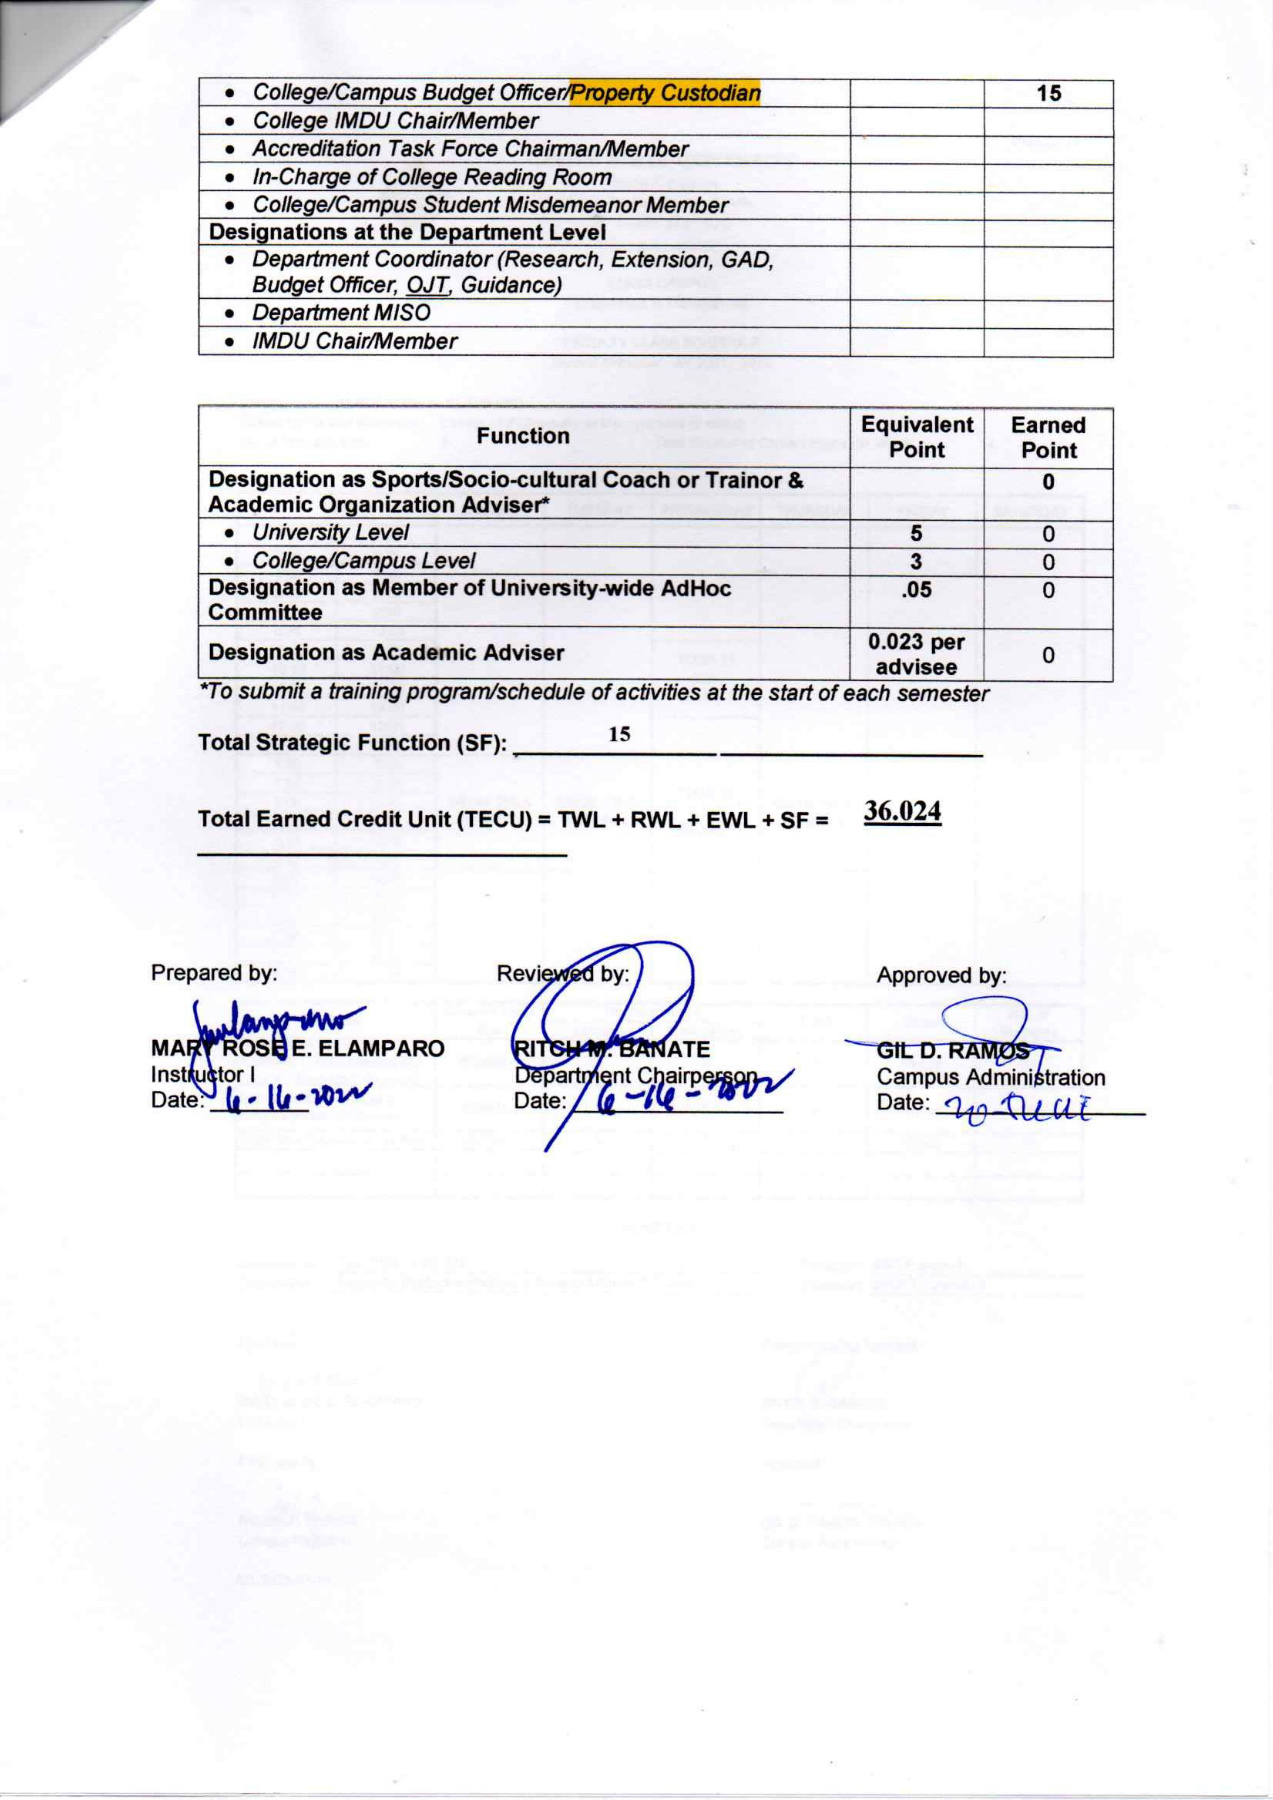 • College/Campus Budget Officer/Property Custodian 15
• College IMDU Chair/Member
• Accreditation Task Force Chairman/Member
• In-Charge of College Reading Room
• College/Campus Student Misdemeanor Member
Designations at the Department Level
• Department Coordinator (Research, Extension, GAD,
Budget Officer, OJT, Guidance)
• Department MISO
• IMDU Chair/Member
Function Equivalent Point Earned Point
Designation as Sports/Socio-cultural Coach or Trainor & 0
Academic Organization Adviser*
• University Level 5 0
• College/Campus Level 3 0
Designation as Member of University-wide AdHoc .05 0
Committee
Designation as Academic Adviser 0.023 per advisee 0
*To submit a training program/schedule of activities at the start of each semester
Total Strategic Function (SF): 15
Total Earned Credit Unit (TECU) = TWL + RWL + EWL + SF = 36.024
Prepared by: Reviewed by: Approved by:
MARY ROSE E. ELAMPARO RITCH M. BANATE GIL D. RAMOS
Instructor I Department Chairperson Campus Administration
Date: 6-16-2022 Date: 6-16-2022 Date: